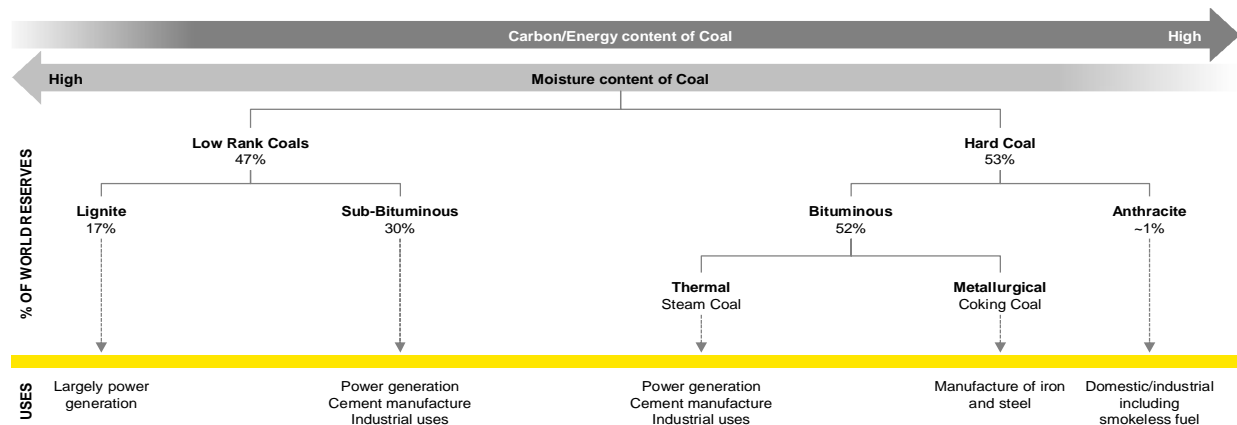 Carbon/Energy content of Coal
High
High
Moisture content of Coal
% OF WORLD RESERVES
Low Rank Coals
47%
Hard Coal
53%
Lignite
17%
Sub-Bituminous
30%
Bituminous
52%
Anthracite
~1%
Thermal
Steam Coal
Metallurgical
Coking Coal
USES
Largely power
generation
Power generation
Cement manufacture
Industrial uses
Power generation
Cement manufacture
Industrial uses
Manufacture of iron
and steel
Domestic/industrial
including
smokeless fuel